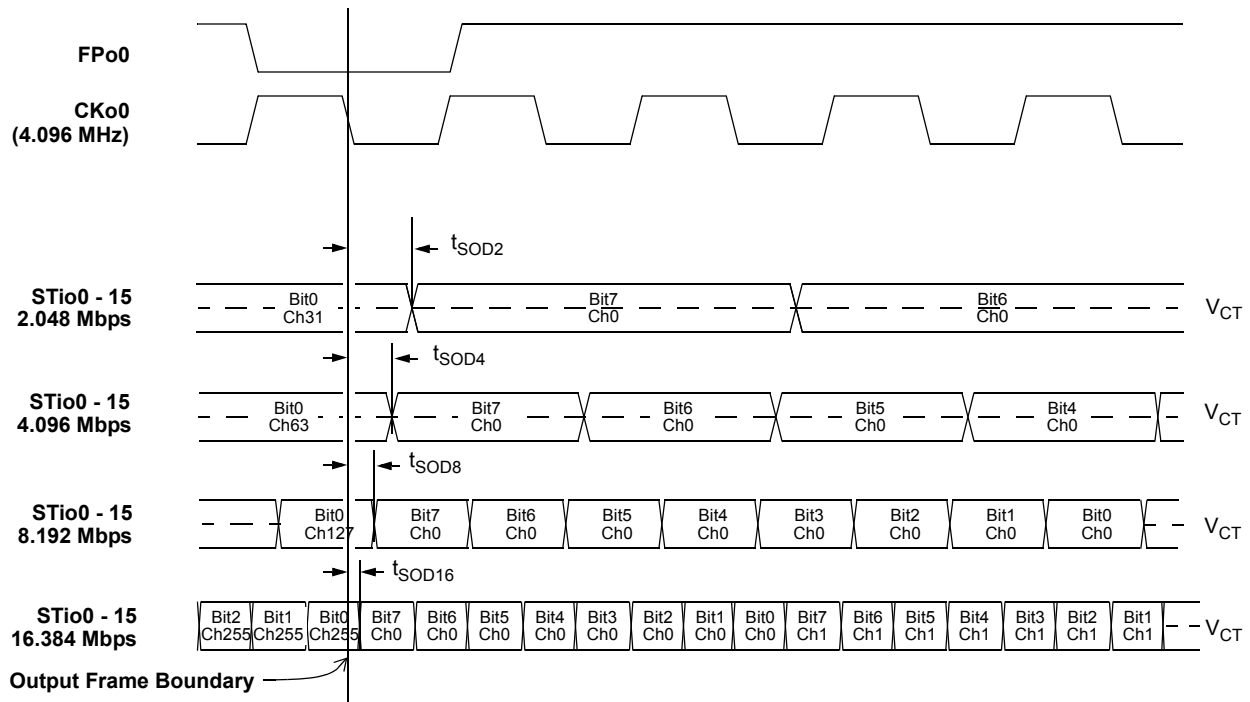 FPo0
CKo0
(4.096 MHz)
tSOD2
STio0 - 15
2.048 Mbps
Bit0
Ch31
Bit7
Ch0
Bit6
Ch0
VCT
tSOD4
STio0 - 15
4.096 Mbps
Bit0
Ch63
Bit7
Ch0
Bit6
Ch0
Bit5
Ch0
Bit4
Ch0
VCT
tSOD8
STio0 - 15
8.192 Mbps
Bit0
Ch127
Bit7
Ch0
Bit6
Ch0
Bit5
Ch0
Bit4
Ch0
Bit3
Ch0
Bit2
Ch0
Bit1
Ch0
Bit0
Ch0
VCT
tSOD16
STio0 - 15
16.384 Mbps
Bit2
Ch255
Bit1
Ch255
Bit0
Ch255
Bit7
Ch0
Bit6
Ch0
Bit5
Ch0
Bit4
Ch0
Bit3
Ch0
Bit2
Ch0
Bit1
Ch0
Bit0
Ch0
Bit7
Ch1
Bit6
Ch1
Bit5
Ch1
Bit4
Ch1
Bit3
Ch1
Bit2
Ch1
Bit1
Ch1
VCT
Output Frame Boundary